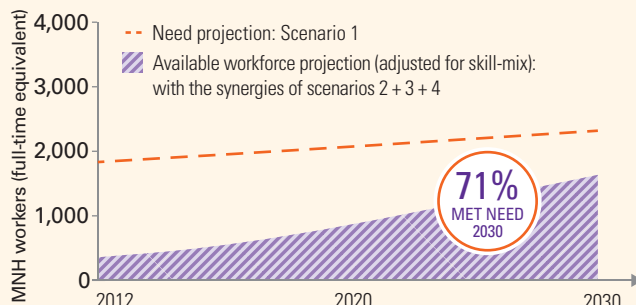 MNH workers (full-time equivalent)
4,000
3,000
2,000
1,000
0
Need projection: Scenario 1
Available workforce projection (adjusted for skill-mix):
with the synergies of scenarios 2 + 3 + 4
71%
MET NEED
2030
2012
2020
2030